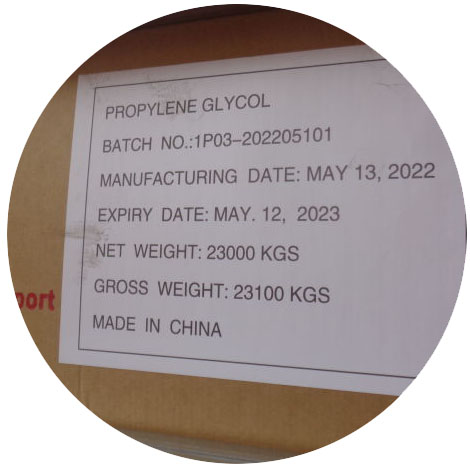 PROPYLENE GLYCOL
BATCH NO.:1P03-202205101
MANUFACTURING DATE: MAY 13, 2022
EXPIRY DATE: MAY. 12, 2023
NET WEIGHT: 23000 KGS
port
GROSS WEIGHT: 23100 KGS
MADE IN CHINA